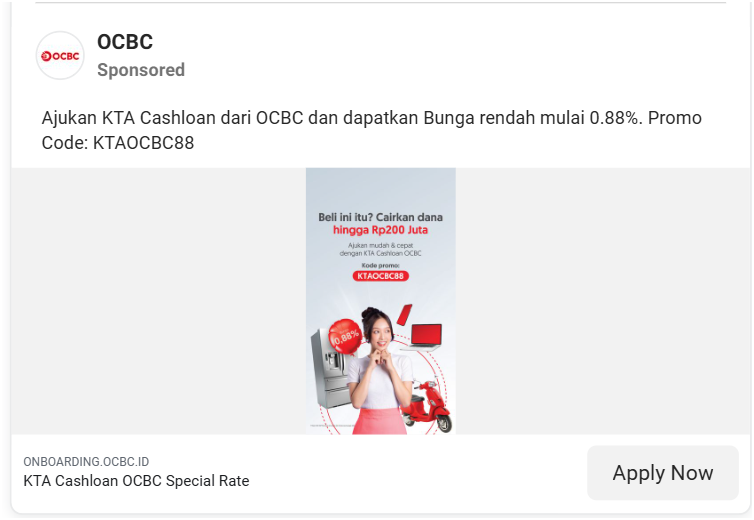 OCBC
OCBC
Sponsored
Ajukan KTA Cashloan dari OCBC dan dapatkan Bunga rendah mulai 0.88%. Promo
Code: KTAOCBC88
Beli ini itu? Cairkan dana
hingga Rp200 Juta
Ajukan mudah & cepat
dengan KTA Cashloan OCBC
Kode promo:
KTAOCBC88
0.88%
ONBOARDING.OCBC.ID
KTA Cashloan OCBC Special Rate
Apply Now